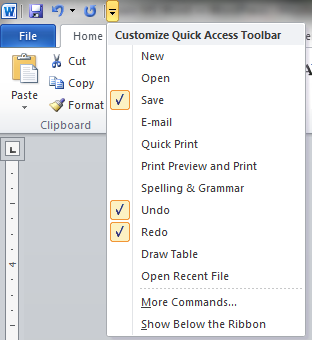 W
File
Home
Customize Quick Access Toolbar
Cut
Copy
Format
Paste
Clipboard
New
Open
Save
E-mail
Quick Print
Print Preview and Print
Spelling & Grammar
Undo
Redo
Draw Table
Open Recent File
More Commands...
Show Below the Ribbon
L
4